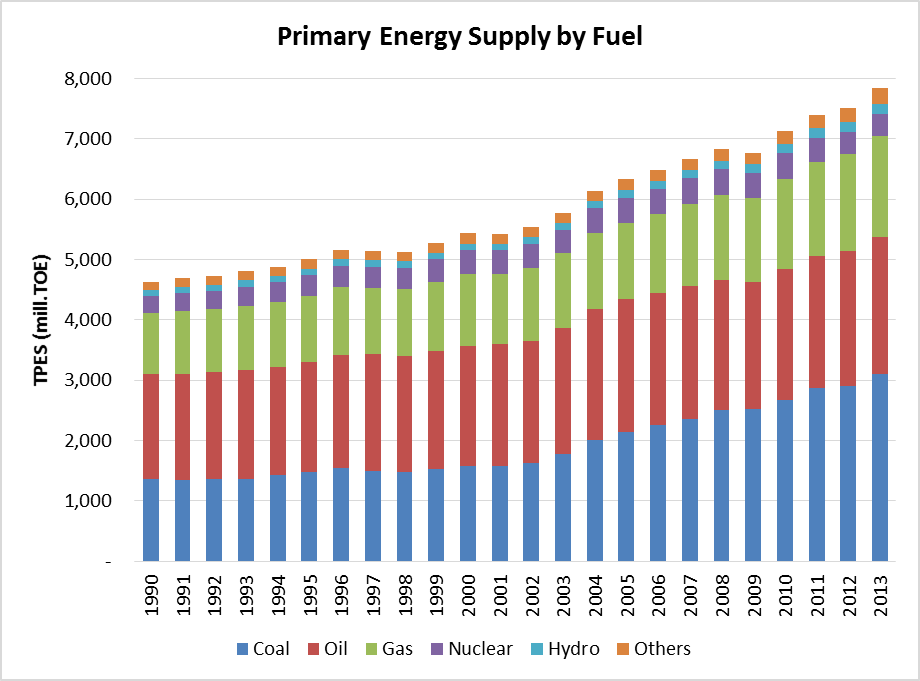 Primary Energy Supply by Fuel
TPES (mill.TOE)
8,000
7,000
6,000
5,000
4,000
3,000
2,000
1,000
-
1990 1991 1992 1993 1994 1995 1996 1997 1998 1999 2000 2001 2002 2003 2004 2005 2006 2007 2008 2009 2010 2011 2012 2013
Coal Oil Gas Nuclear Hydro Others